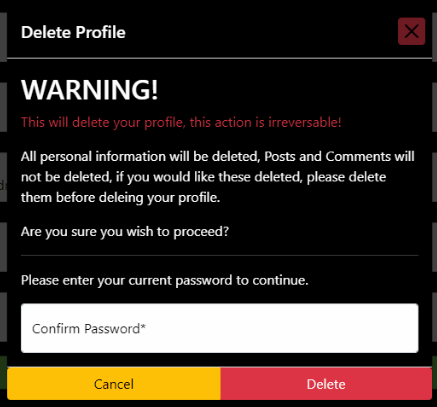 Delete Profile
WARNING!
This will delete your profile, this action is irreversable!
All personal information will be deleted, Posts and Comments will
not be deleted, if you would like these deleted, please delete
them before deleing your profile.
Are you sure you wish to proceed?
Please enter your current password to continue.
Confirm Password*
Cancel
Delete